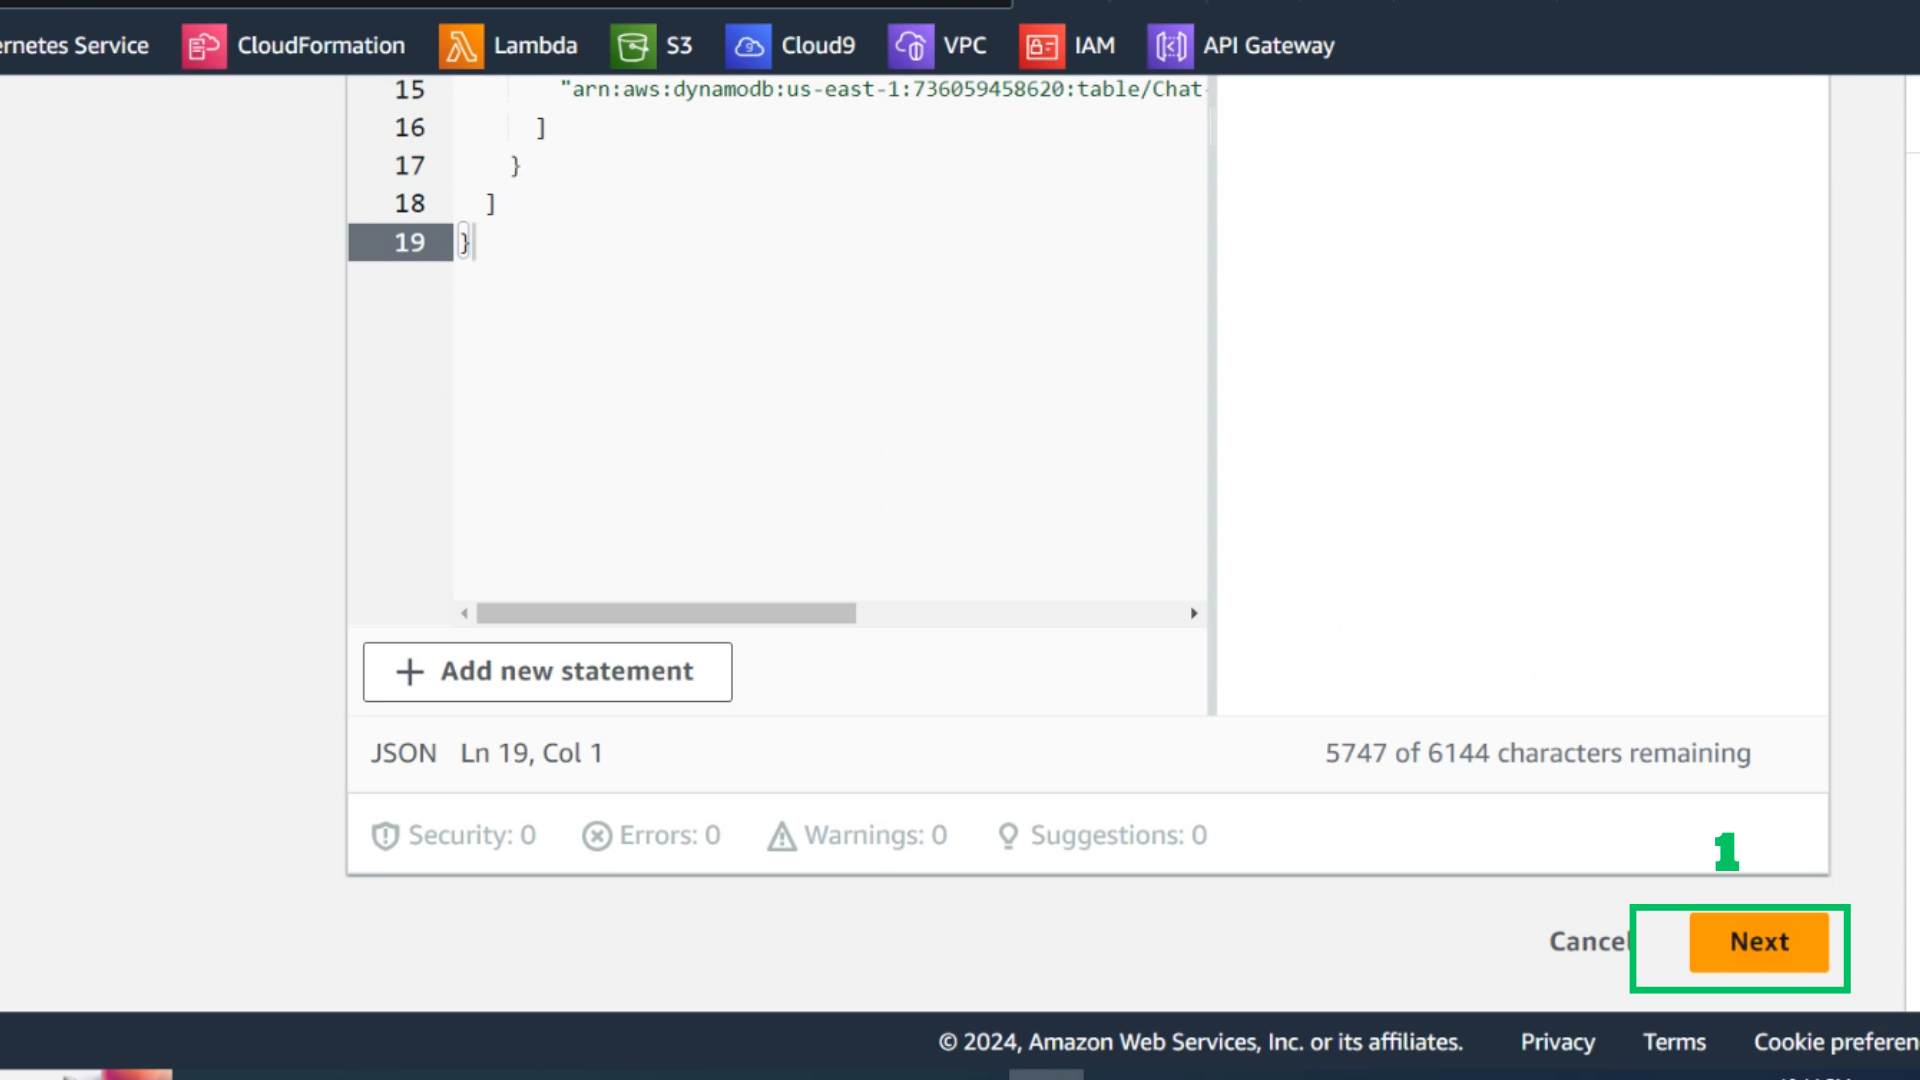 ernetes Service CloudFormation Lambda S3 Cloud9 VPC IAM API Gateway
15 "arn:aws:dynamodb:us-east-1:736059458620:table/Chat-
16 ]
17 }
18 ]
19 }
+ Add new statement
JSON Ln 19, Col 1 5747 of 6144 characters remaining
Security: 0 Errors: 0 Warnings: 0 Suggestions: 0
1
Cancel Next
© 2024, Amazon Web Services, Inc. or its affiliates. Privacy Terms Cookie preferen